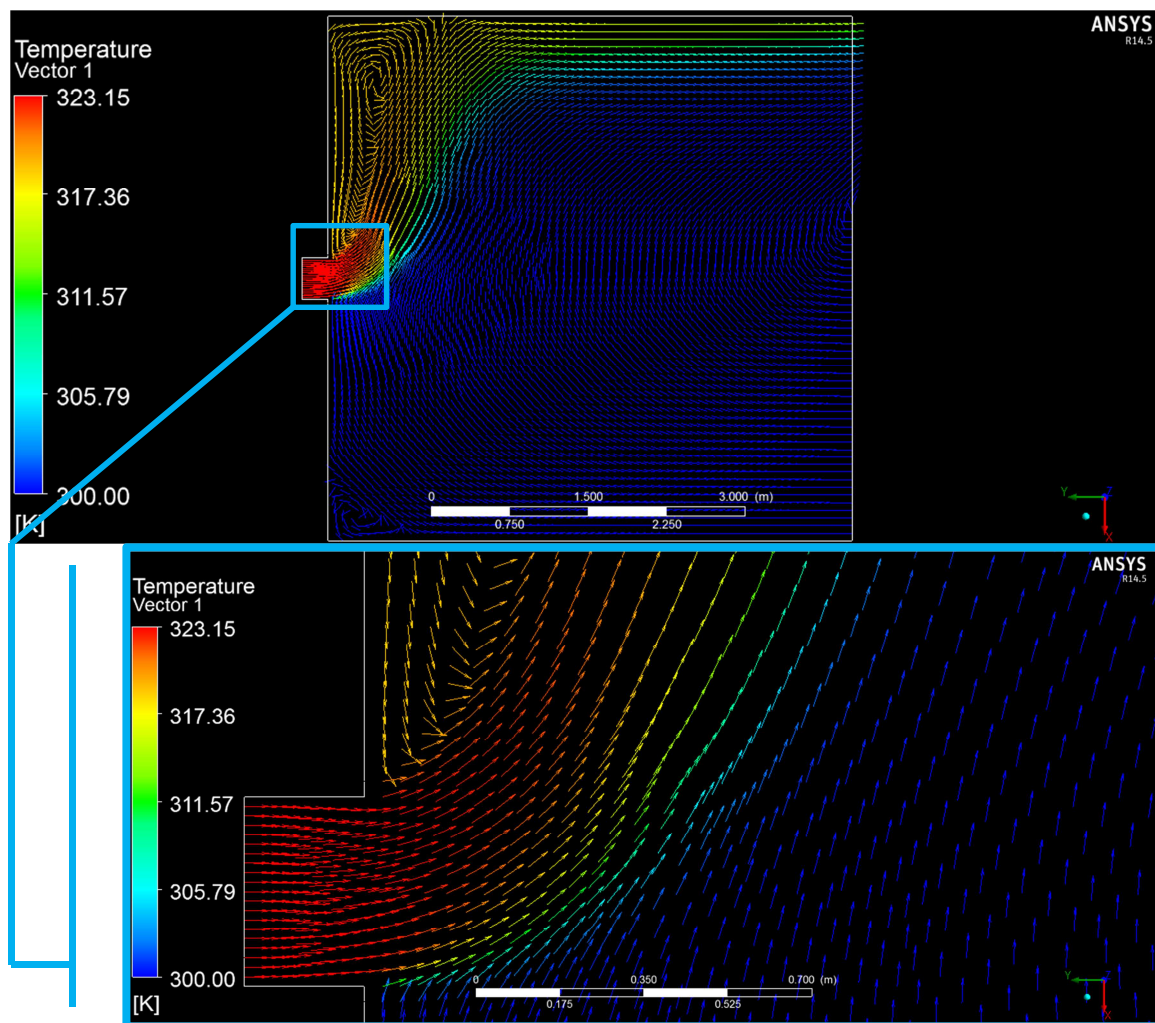 ANSYS
R14.5
Temperature
Vector 1
323.15
317.36
311.57
305.79
300.00
[K]
0 1.500 3.000 (m)
0.750 2.250
Y Z
X
ANSYS
R14.5
Temperature
Vector 1
323.15
317.36
311.57
305.79
300.00
[K]
0 0.350 0.700 (m)
0.175 0.525
Y Z
X